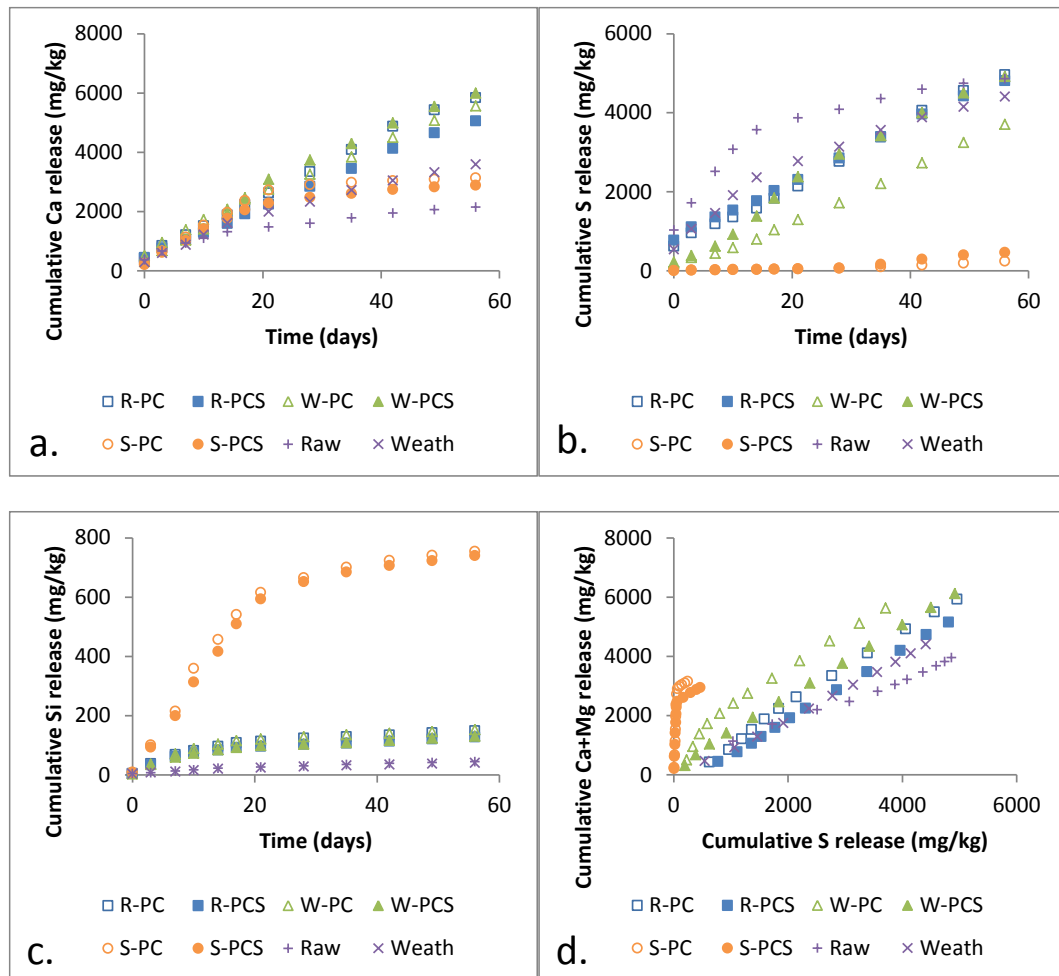 Cumulative Ca release (mg/kg)
8000
6000
4000
2000
0
0 20 40 60
Time (days)
R-PC R-PCS W-PC W-PCS
S-PC S-PCS Raw Weath
a.
Cumulative S release (mg/kg)
6000
4000
2000
0
0 20 40 60
Time (days)
R-PC R-PCS W-PC W-PCS
S-PC S-PCS Raw Weath
b.
Cumulative Si release (mg/kg)
800
600
400
200
0
0 20 40 60
Time (days)
R-PC R-PCS W-PC W-PCS
S-PC S-PCS Raw Weath
c.
Cumulative Ca+Mg release (mg/kg)
8000
6000
4000
2000
0
0 2000 4000 6000
Cumulative S release (mg/kg)
R-PC R-PCS W-PC W-PCS
S-PC S-PCS Raw Weath
d.